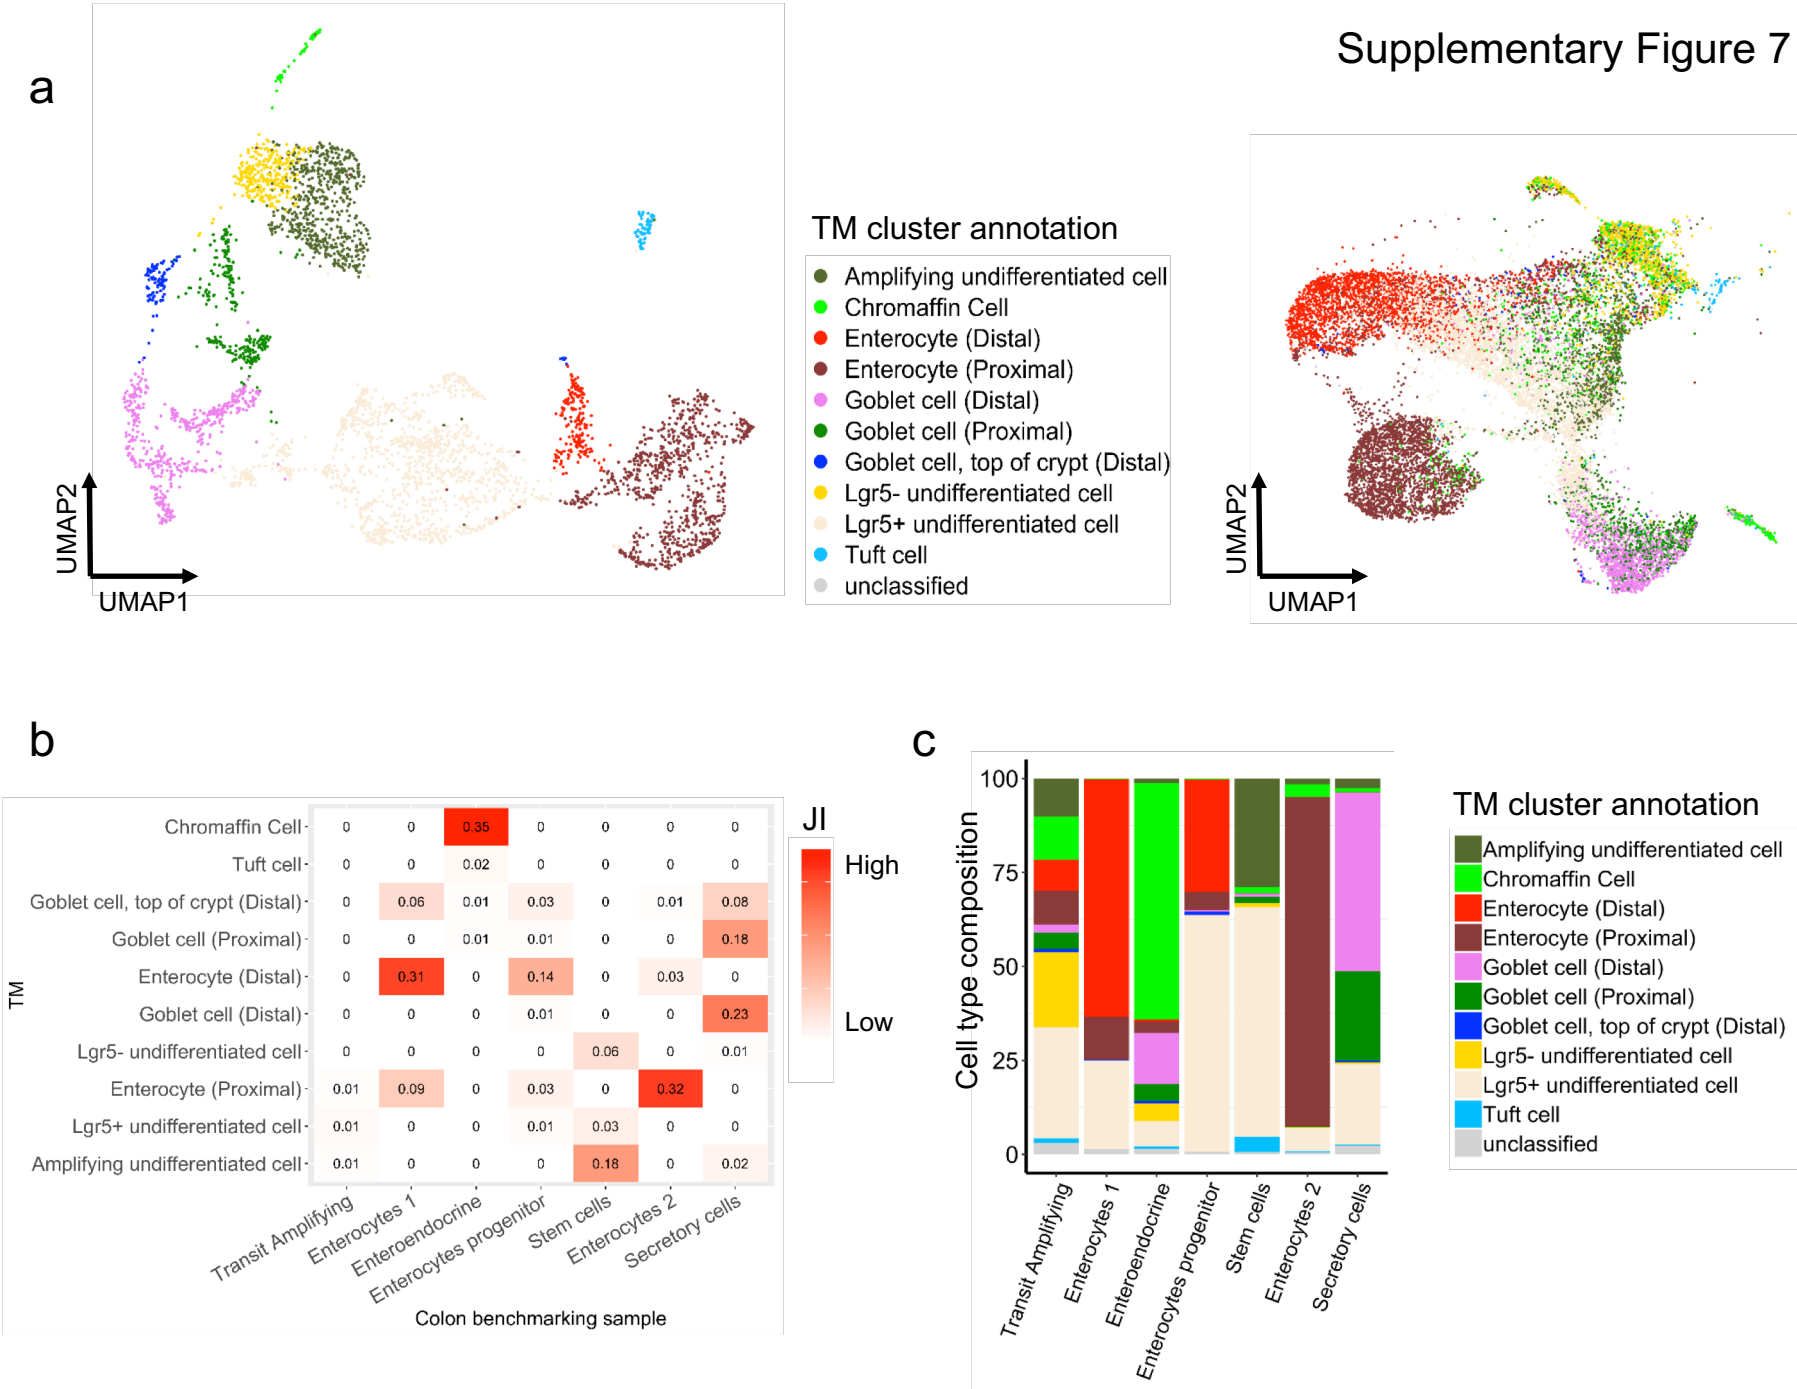 Supplementary Figure 7
a
UMAP2
UMAP1
TM cluster annotation
Amplifying undifferentiated cell
Chromaffin Cell
Enterocyte (Distal)
Enterocyte (Proximal)
Goblet cell (Distal)
Goblet cell (Proximal)
Goblet cell, top of crypt (Distal)
Lgr5- undifferentiated cell
Lgr5+ undifferentiated cell
Tuft cell
unclassified
UMAP2
UMAP1
b
TM
Chromaffin Cell 0 0 0.35 0 0 0 0
Tuft cell 0 0 0.02 0 0 0 0
Goblet cell, top of crypt (Distal) 0 0.06 0.01 0.03 0 0.01 0.08
Goblet cell (Proximal) 0 0 0.01 0.01 0 0 0.18
Enterocyte (Distal) 0 0.31 0 0.14 0 0.03 0
Goblet cell (Distal) 0 0 0 0.01 0 0 0.23
Lgr5- undifferentiated cell 0 0 0 0 0.06 0 0.01
Enterocyte (Proximal) 0.01 0.09 0 0.03 0 0.32 0
Lgr5+ undifferentiated cell 0.01 0 0 0.01 0.03 0 0
Amplifying undifferentiated cell 0.01 0 0 0 0.18 0 0.02
Transit Amplifying
Enterocytes 1
Enteroendocrine
Enterocytes progenitor
Stem cells
Enterocytes 2
Secretory cells
Colon benchmarking sample
JI
High
Low
c
Cell type composition
100
75
50
25
0
Transit Amplifying
Enterocytes 1
Enteroendocrine
Enterocytes progenitor
Stem cells
Enterocytes 2
Secretory cells
TM cluster annotation
Amplifying undifferentiated cell
Chromaffin Cell
Enterocyte (Distal)
Enterocyte (Proximal)
Goblet cell (Distal)
Goblet cell (Proximal)
Goblet cell, top of crypt (Distal)
Lgr5- undifferentiated cell
Lgr5+ undifferentiated cell
Tuft cell
unclassified